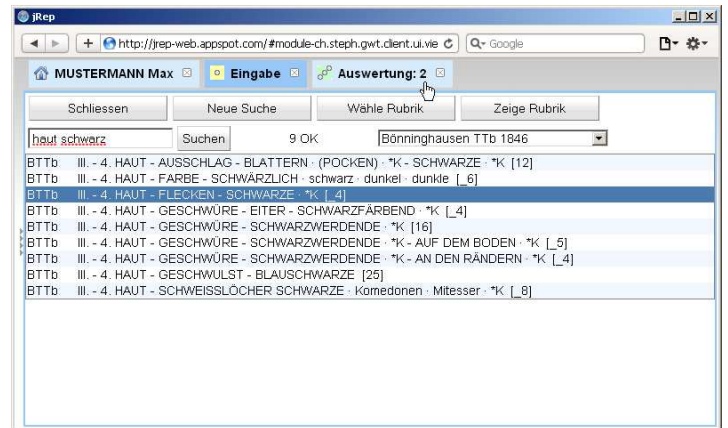 jRep
http://jrep-web.appspot.com/#module-ch.steph.gwt.client.ui.vie
Google
MUSTERMANN Max
Eingabe
Auswertung: 2
Schliessen
Neue Suche
Wähle Rubrik
Zeige Rubrik
haut schwarz
Suchen
9 OK
Bönninghausen TTb 1846
BTTb III. - 4. HAUT - AUSSCHLAG - BLATTERN · (POCKEN) · *K - SCHWARZE · *K [12]
BTTb III. - 4. HAUT - FARBE - SCHWÄRZLICH · schwarz · dunkel · dunkle [_6]
BTTb III. - 4. HAUT - FLECKEN - SCHWARZE · *K [_4]
BTTb III. - 4. HAUT - GESCHWÜRE - EITER - SCHWARZFÄRBEND · *K [_4]
BTTb III. - 4. HAUT - GESCHWÜRE - SCHWARZWERDENDE · *K [16]
BTTb III. - 4. HAUT - GESCHWÜRE - SCHWARZWERDENDE · *K - AUF DEM BODEN · *K [_5]
BTTb III. - 4. HAUT - GESCHWÜRE - SCHWARZWERDENDE · *K - AN DEN RÄNDERN · *K [_4]
BTTb III. - 4. HAUT - GESCHWULST - BLAUSCHWARZE [25]
BTTb III. - 4. HAUT - SCHWEISSLÖCHER SCHWARZE · Komedonen · Mitesser · *K [_8]